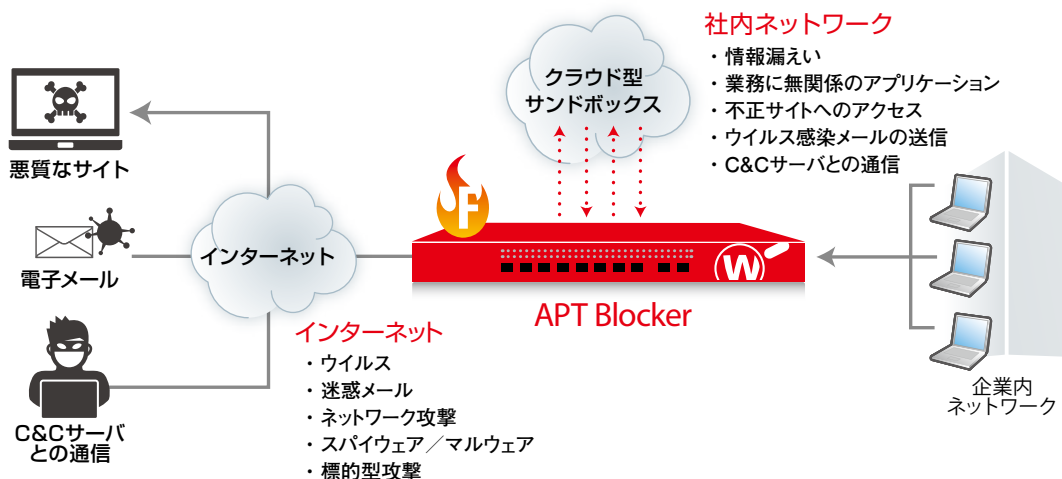 社内ネットワーク
・情報漏えい
・業務に無関係のアプリケーション
・不正サイトへのアクセス
・ウイルス感染メールの送信
・C&Cサーバとの通信
クラウド型
サンドボックス
悪質なサイト
電子メール
インターネット
F
W
APT Blocker
インターネット
・ウイルス
・迷惑メール
・ネットワーク攻撃
・スパイウェア／マルウェア
・標的型攻撃
C&Cサーバ
との通信
企業内
ネットワーク